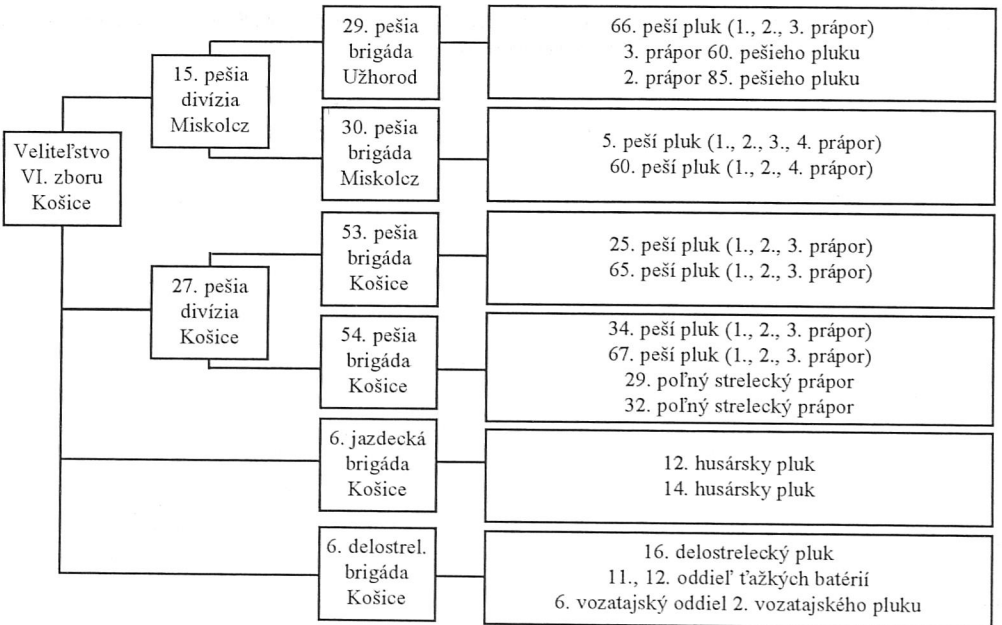 Veliteľstvo
VI. zboru
Košice
15. pešia
divízia
Miskolcz
29. pešia
brigáda
Užhorod
66. peší pluk (1., 2., 3. prápor)
3. prápor 60. pešieho pluku
2. prápor 85. pešieho pluku
30. pešia
brigáda
Miskolcz
5. peší pluk (1., 2., 3., 4. prápor)
60. peší pluk (1., 2., 4. prápor)
27. pešia
divízia
Košice
53. pešia
brigáda
Košice
25. peší pluk (1., 2., 3. prápor)
65. peší pluk (1., 2., 3. prápor)
54. pešia
brigáda
Košice
34. peší pluk (1., 2., 3. prápor)
67. peší pluk (1., 2., 3. prápor)
29. poľný strelecký prápor
32. poľný strelecký prápor
6. jazdecká
brigáda
Košice
12. husársky pluk
14. husársky pluk
6. delostrel.
brigáda
Košice
16. delostrelecký pluk
11., 12. oddieľ ťažkých batérií
6. vozatajský oddiel 2. vozatajského pluku